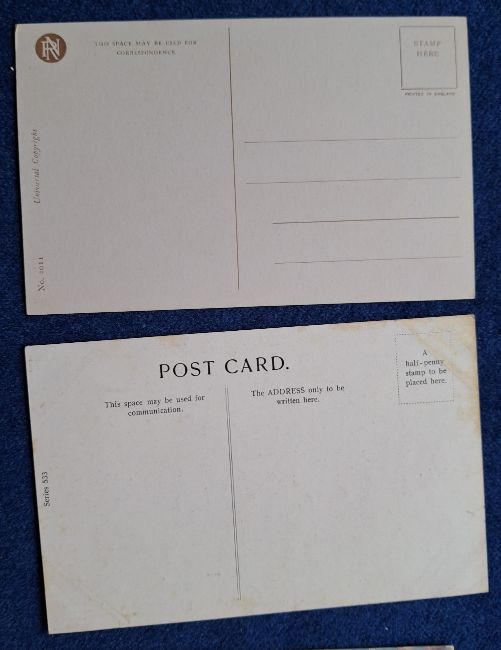 THIS SPACE MAY BE USED FOR
CORRESPONDENCE
STAMP
HERE
PRINTED IN ENGLAND
Universal Copyright
No. 2011
POST CARD.
This space may be used for
communication.
The ADDRESS only to be
written here.
A
half-penny
stamp to be
placed here.
Series 533